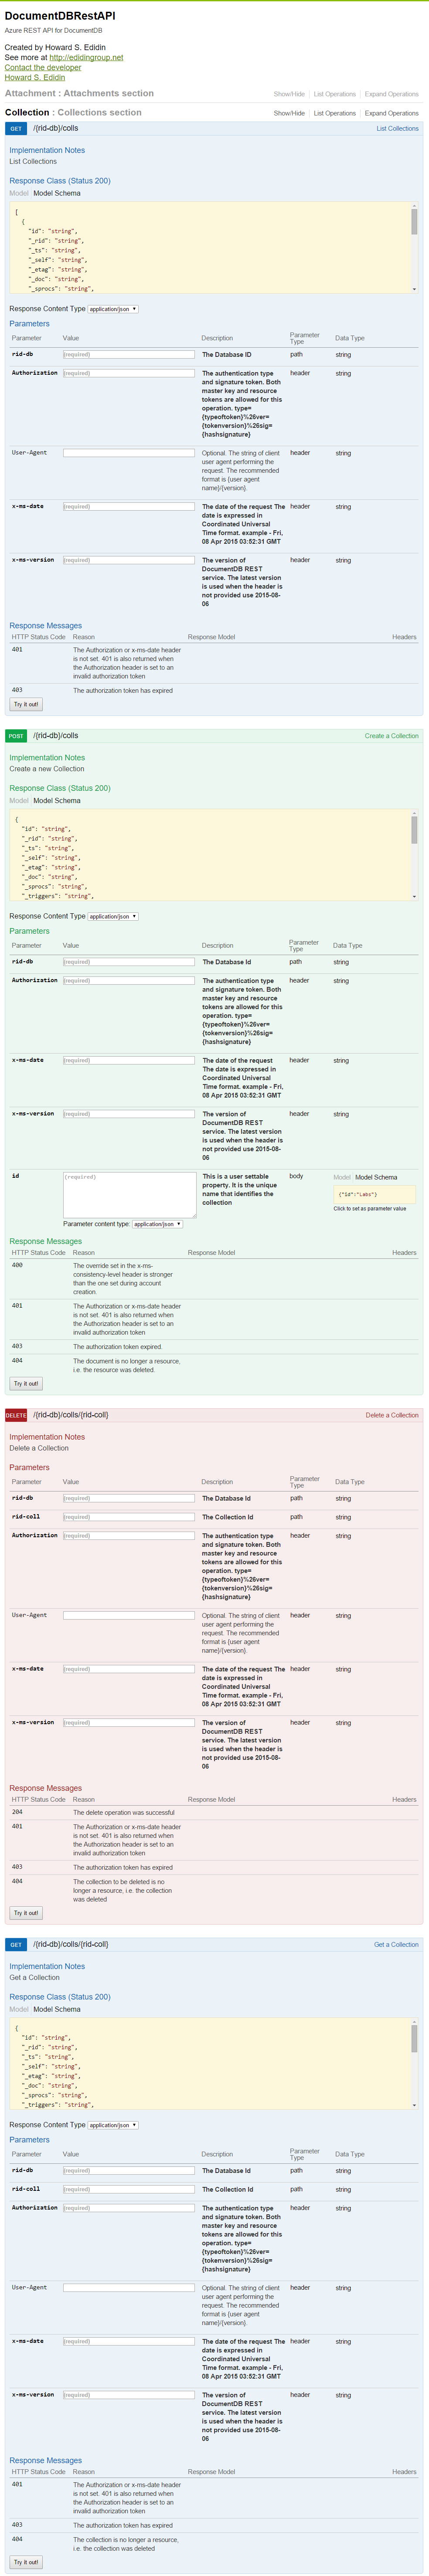 DocumentDBRestAPI
Azure REST API for DocumentDB
Created by Howard S. Edidin
See more at http://edidingroup.net
Contact the developer
Howard S. Edidin
Attachment : Attachments section Show/Hide List Operations Expand Operations
Collection : Collections section Show/Hide List Operations Expand Operations
GET /{rid-db}/colls List Collections
Implementation Notes
List Collections
Response Class (Status 200)
Model Model Schema
[
{
"id": "string",
"_rid": "string",
"_ts": "string",
"_self": "string",
"_etag": "string",
"_doc": "string",
"_sprocs": "string",
Response Content Type application/json
Parameters
Parameter Value Description Parameter Type Data Type
rid-db (required) The Database ID path string
Authorization (required) The authentication type header string
and signature token. Both
master key and resource
tokens are allowed for this
operation. type=
{typeoftoken}%26ver=
{tokenversion}%26sig=
{hashsignature}
User-Agent Optional. The string of client header string
user agent performing the
request. The recommended
format is {user agent
name}/{version}.
x-ms-date (required) The date of the request The header string
date is expressed in
Coordinated Universal
Time format. example - Fri,
08 Apr 2015 03:52:31 GMT
x-ms-version (required) The version of header string
DocumentDB REST
service. The latest version
is used when the header is
not provided use 2015-08-
06
Response Messages
HTTP Status Code Reason Response Model Headers
401 The Authorization or x-ms-date header
is not set. 401 is also returned when
the Authorization header is set to an
invalid authorization token
403 The authorization token has expired
Try it out!
POST /{rid-db}/colls Create a Collection
Implementation Notes
Create a new Collection
Response Class (Status 200)
Model Model Schema
{
"id": "string",
"_rid": "string",
"_ts": "string",
"_self": "string",
"_etag": "string",
"_doc": "string",
"_sprocs": "string",
"_triggers": "string",
Response Content Type application/json
Parameters
Parameter Value Description Parameter Type Data Type
rid-db (required) The Database Id path string
Authorization (required) The authentication type header string
and signature token. Both
master key and resource
tokens are allowed for this
operation. type=
{typeoftoken}%26ver=
{tokenversion}%26sig=
{hashsignature}
x-ms-date (required) The date of the request header string
The date is expressed in
Coordinated Universal
Time format. example - Fri,
08 Apr 2015 03:52:31 GMT
x-ms-version (required) The version of header string
DocumentDB REST
service. The latest version
is used when the header is
not provided use 2015-08-
06
id (required) This is a user settable body Model Model Schema
property. It is the unique
name that identifies the
collection
{"id":"Labs"}
Click to set as parameter value
Parameter content type: application/json
Response Messages
HTTP Status Code Reason Response Model Headers
400 The override set in the x-ms-
consistency-level header is stronger
than the one set during account
creation.
401 The Authorization or x-ms-date header
is not set. 401 is also returned when
the Authorization header is set to an
invalid authorization token
403 The authorization token expired.
404 The document is no longer a resource,
i.e. the resource was deleted.
Try it out!
DELETE /{rid-db}/colls/{rid-coll} Delete a Collection
Implementation Notes
Delete a Collection
Parameters
Parameter Value Description Parameter Type Data Type
rid-db (required) The Database Id path string
rid-coll (required) The Collection Id path string
Authorization (required) The authentication type header string
and signature token. Both
master key and resource
tokens are allowed for this
operation. type=
{typeoftoken}%26ver=
{tokenversion}%26sig=
{hashsignature}
User-Agent Optional. The string of client header string
user agent performing the
request. The recommended
format is {user agent
name}/{version}.
x-ms-date (required) The date of the request The header string
date is expressed in
Coordinated Universal
Time format. example - Fri,
08 Apr 2015 03:52:31 GMT
x-ms-version (required) The version of header string
DocumentDB REST
service. The latest version
is used when the header is
not provided use 2015-08-
06
Response Messages
HTTP Status Code Reason Response Model Headers
204 The delete operation was successful
401 The Authorization or x-ms-date header
is not set. 401 is also returned when
the Authorization header is set to an
invalid authorization token
403 The authorization token has expired
404 The collection to be deleted is no
longer a resource, i.e. the collection
was deleted
Try it out!
GET /{rid-db}/colls/{rid-coll} Get a Collection
Implementation Notes
Get a Collection
Response Class (Status 200)
Model Model Schema
{
"id": "string",
"_rid": "string",
"_ts": "string",
"_self": "string",
"_etag": "string",
"_doc": "string",
"_sprocs": "string",
"_triggers": "string",
Response Content Type application/json
Parameters
Parameter Value Description Parameter Type Data Type
rid-db (required) The Database Id path string
rid-coll (required) The Collection Id path string
Authorization (required) The authentication type header string
and signature token. Both
master key and resource
tokens are allowed for this
operation. type=
{typeoftoken}%26ver=
{tokenversion}%26sig=
{hashsignature}
User-Agent Optional. The string of client header string
user agent performing the
request. The recommended
format is {user agent
name}/{version}.
x-ms-date (required) The date of the request The header string
date is expressed in
Coordinated Universal
Time format. example - Fri,
08 Apr 2015 03:52:31 GMT
x-ms-version (required) The version of header string
DocumentDB REST
service. The latest version
is used when the header is
not provided use 2015-08-
06
Response Messages
HTTP Status Code Reason Response Model Headers
401 The Authorization or x-ms-date header
is not set. 401 is also returned when
the Authorization header is set to an
invalid authorization token
403 The authorization token has expired
404 The collection is no longer a resource,
i.e. the collection was deleted
Try it out!